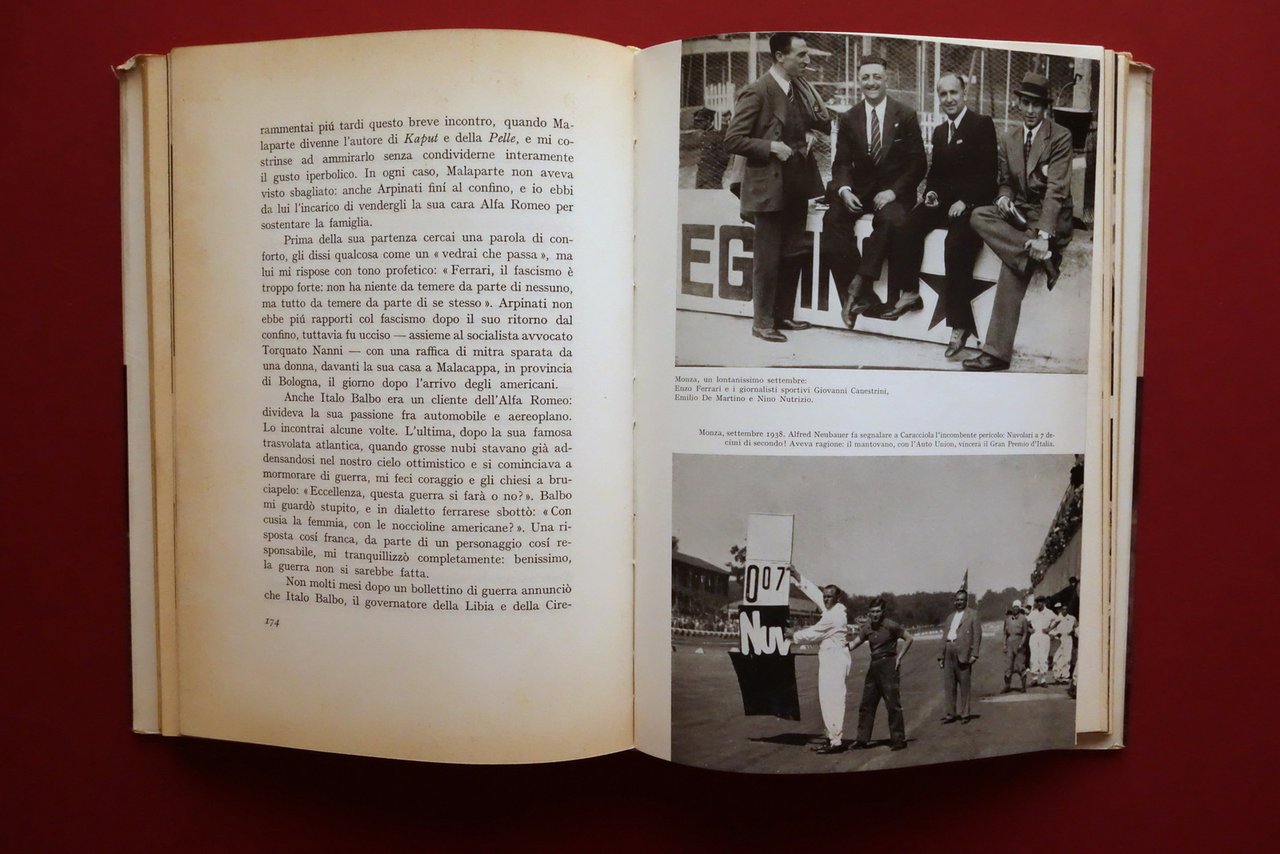 rammentai piú tardi questo breve incontro, quando Ma-
laparte divenne l'autore di Kaput e della Pelle, e mi co-
strinse ad ammirarlo senza condividerne interamente
il gusto iperbolico. In ogni caso, Malaparte non aveva
visto sbagliato: anche Arpinati finí al confino, e io ebbi
da lui l'incarico di vendergli la sua cara Alfa Romeo per
sostentare la famiglia.
Prima della sua partenza cercai una parola di con-
forto, gli dissi qualcosa come un « vedrai che passa », ma
lui mi rispose con tono profetico: « Ferrari, il fascismo è
troppo forte: non ha niente da temere da parte di nessuno,
ma tutto da temere da parte di se stesso ». Arpinati non
ebbe piú rapporti col fascismo dopo il suo ritorno dal
confino, tuttavia fu ucciso — assieme al socialista avvocato
Torquato Nanni — con una raffica di mitra sparata da
una donna, davanti la sua casa a Malacappa, in provincia
di Bologna, il giorno dopo l'arrivo degli americani.
Anche Italo Balbo era un cliente dell'Alfa Romeo:
divideva la sua passione fra automobile e aereoplano.
Lo incontrai alcune volte. L'ultima, dopo la sua famosa
trasvolata atlantica, quando grosse nubi stavano già ad-
densandosi nel nostro cielo ottimistico e si cominciava a
mormorare di guerra, mi feci coraggio e gli chiesi a bru-
ciapelo: « Eccellenza, questa guerra si farà o no? ». Balbo
mi guardò stupito, e in dialetto ferrarese sbottò: « Con
cusia la femmia, con le noccioline americane? ». Una ri-
sposta cosí franca, da parte di un personaggio cosí re-
sponsabile, mi tranquillizzò completamente: benissimo,
la guerra non si sarebbe fatta.
Non molti mesi dopo un bollettino di guerra annunciò
che Italo Balbo, il governatore della Libia e della Cire-
174
EG
Monza, un lontanissimo settembre:
Enzo Ferrari e i giornalisti sportivi Giovanni Canestrini,
Emilio De Martino e Nino Nutrizio.
Monza, settembre 1938. Alfred Neubauer fa segnalare a Caracciola l'incombente pericolo: Nuvolari a 7 de-
cimi di secondo! Aveva ragione: il mantovano, con l'Auto Union, vincerà il Gran Premio d'Italia.
007
Nuv